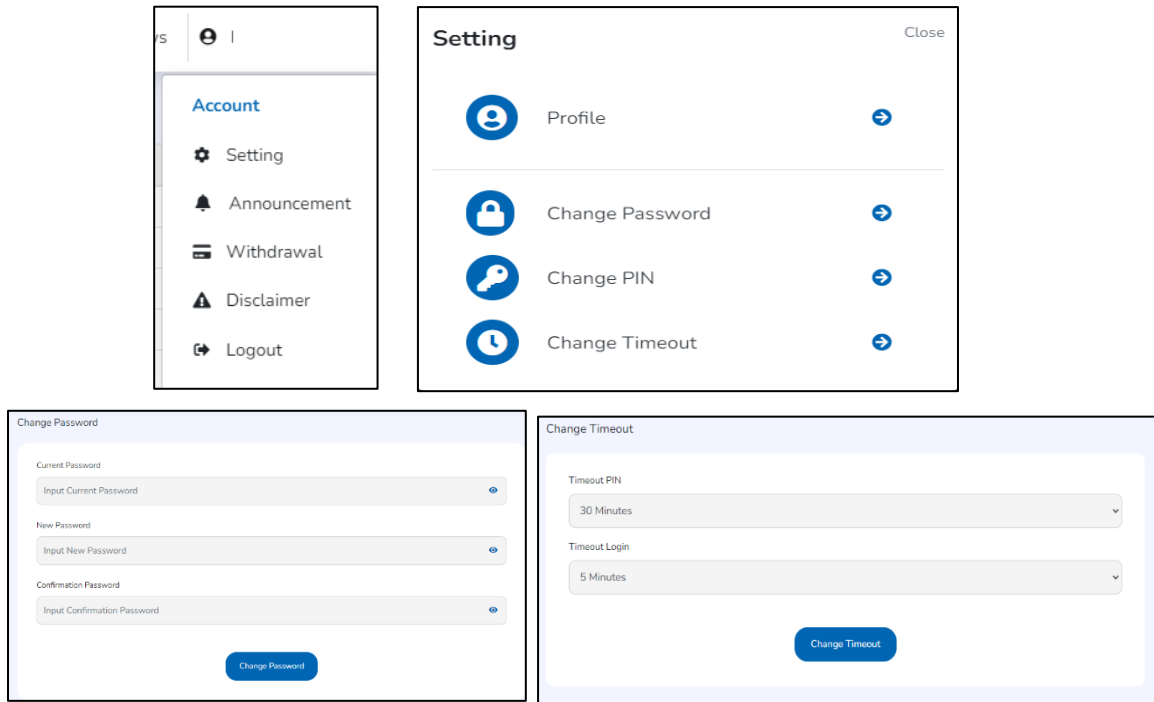 Account
Setting
Announcement
Withdrawal
Disclaimer
Logout
Setting
Close
Profile
Change Password
Change PIN
Change Timeout
Change Password
Current Password
Input Current Password
New Password
Input New Password
Confirmation Password
Input Confirmation Password
Change Password
Change Timeout
Timeout PIN
30 Minutes
Timeout Login
5 Minutes
Change Timeout